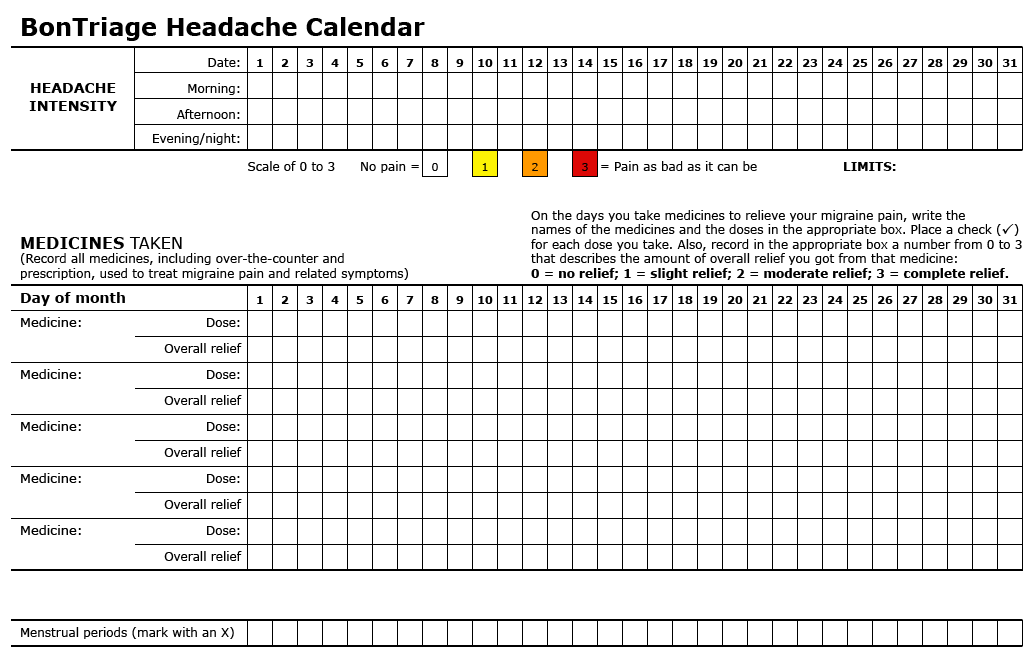 BonTriage Headache Calendar
HEADACHE INTENSITY
Date: 1 2 3 4 5 6 7 8 9 10 11 12 13 14 15 16 17 18 19 20 21 22 23 24 25 26 27 28 29 30 31
Morning:
Afternoon:
Evening/night:
Scale of 0 to 3 No pain = 0 1 2 3 = Pain as bad as it can be LIMITS:
MEDICINES TAKEN
(Record all medicines, including over-the-counter and
prescription, used to treat migraine pain and related symptoms)
On the days you take medicines to relieve your migraine pain, write the
names of the medicines and the doses in the appropriate box. Place a check (✓)
for each dose you take. Also, record in the appropriate box a number from 0 to 3
that describes the amount of overall relief you got from that medicine:
0 = no relief; 1 = slight relief; 2 = moderate relief; 3 = complete relief.
Day of month 1 2 3 4 5 6 7 8 9 10 11 12 13 14 15 16 17 18 19 20 21 22 23 24 25 26 27 28 29 30 31
Medicine: Dose:
Overall relief
Medicine: Dose:
Overall relief
Medicine: Dose:
Overall relief
Medicine: Dose:
Overall relief
Medicine: Dose:
Overall relief
Menstrual periods (mark with an X)